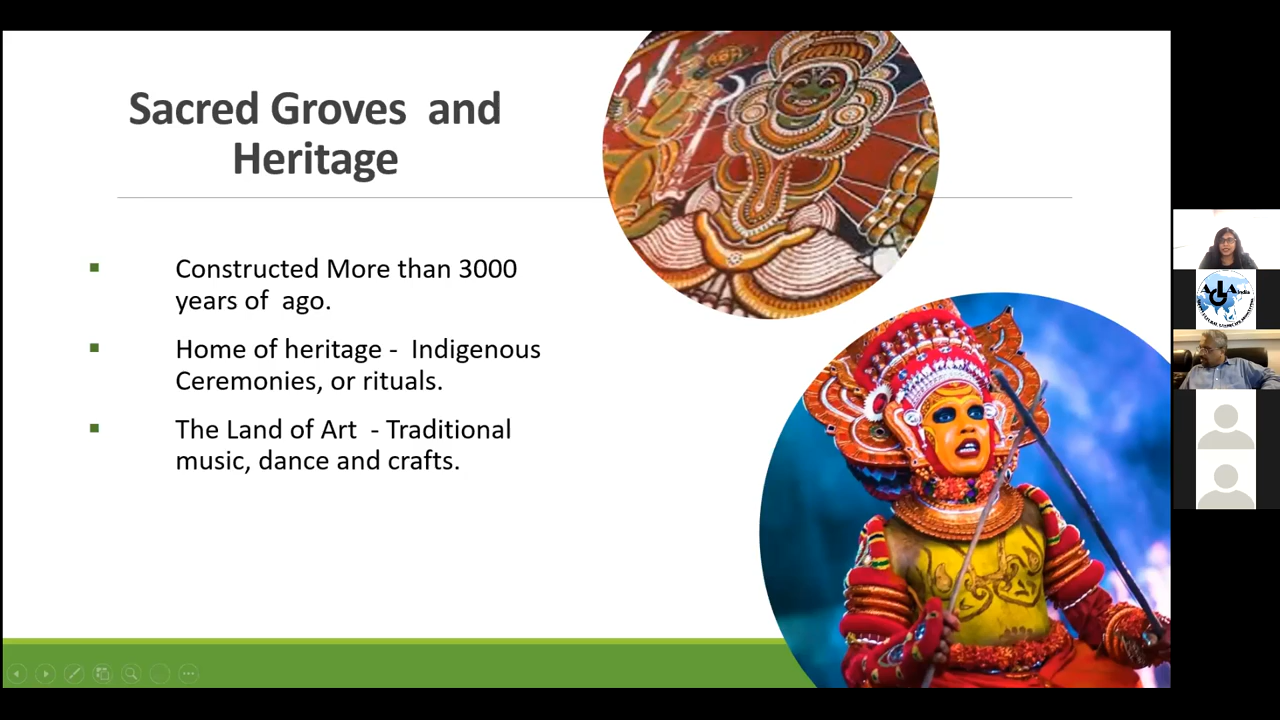 Sacred Groves and
Heritage
Constructed More than 3000
years of ago.
Home of heritage - Indigenous
Ceremonies, or rituals.
The Land of Art - Traditional
music, dance and crafts.
India